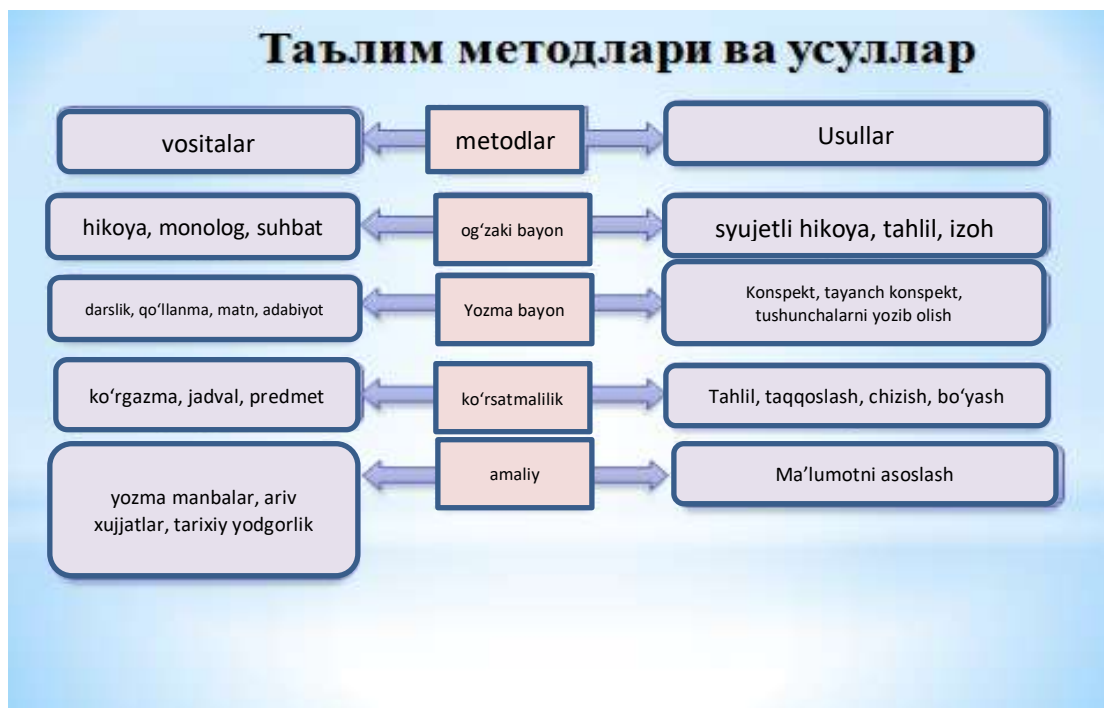 Таълим методлари ва усуллар
vositalar
metodlar
Usullar
hikoya, monolog, suhbat
og‘zaki bayon
syujetli hikoya, tahlil, izoh
darslik, qo‘llanma, matn, adabiyot
Yozma bayon
Konspekt, tayanch konspekt,
tushunchalarni yozib olish
ko‘rgazma, jadval, predmet
ko‘rsatmalilik
Tahlil, taqqoslash, chizish, bo‘yash
yozma manbalar, ariv
xujjatlar, tarixiy yodgorlik
amaliy
Ma’lumotni asoslash